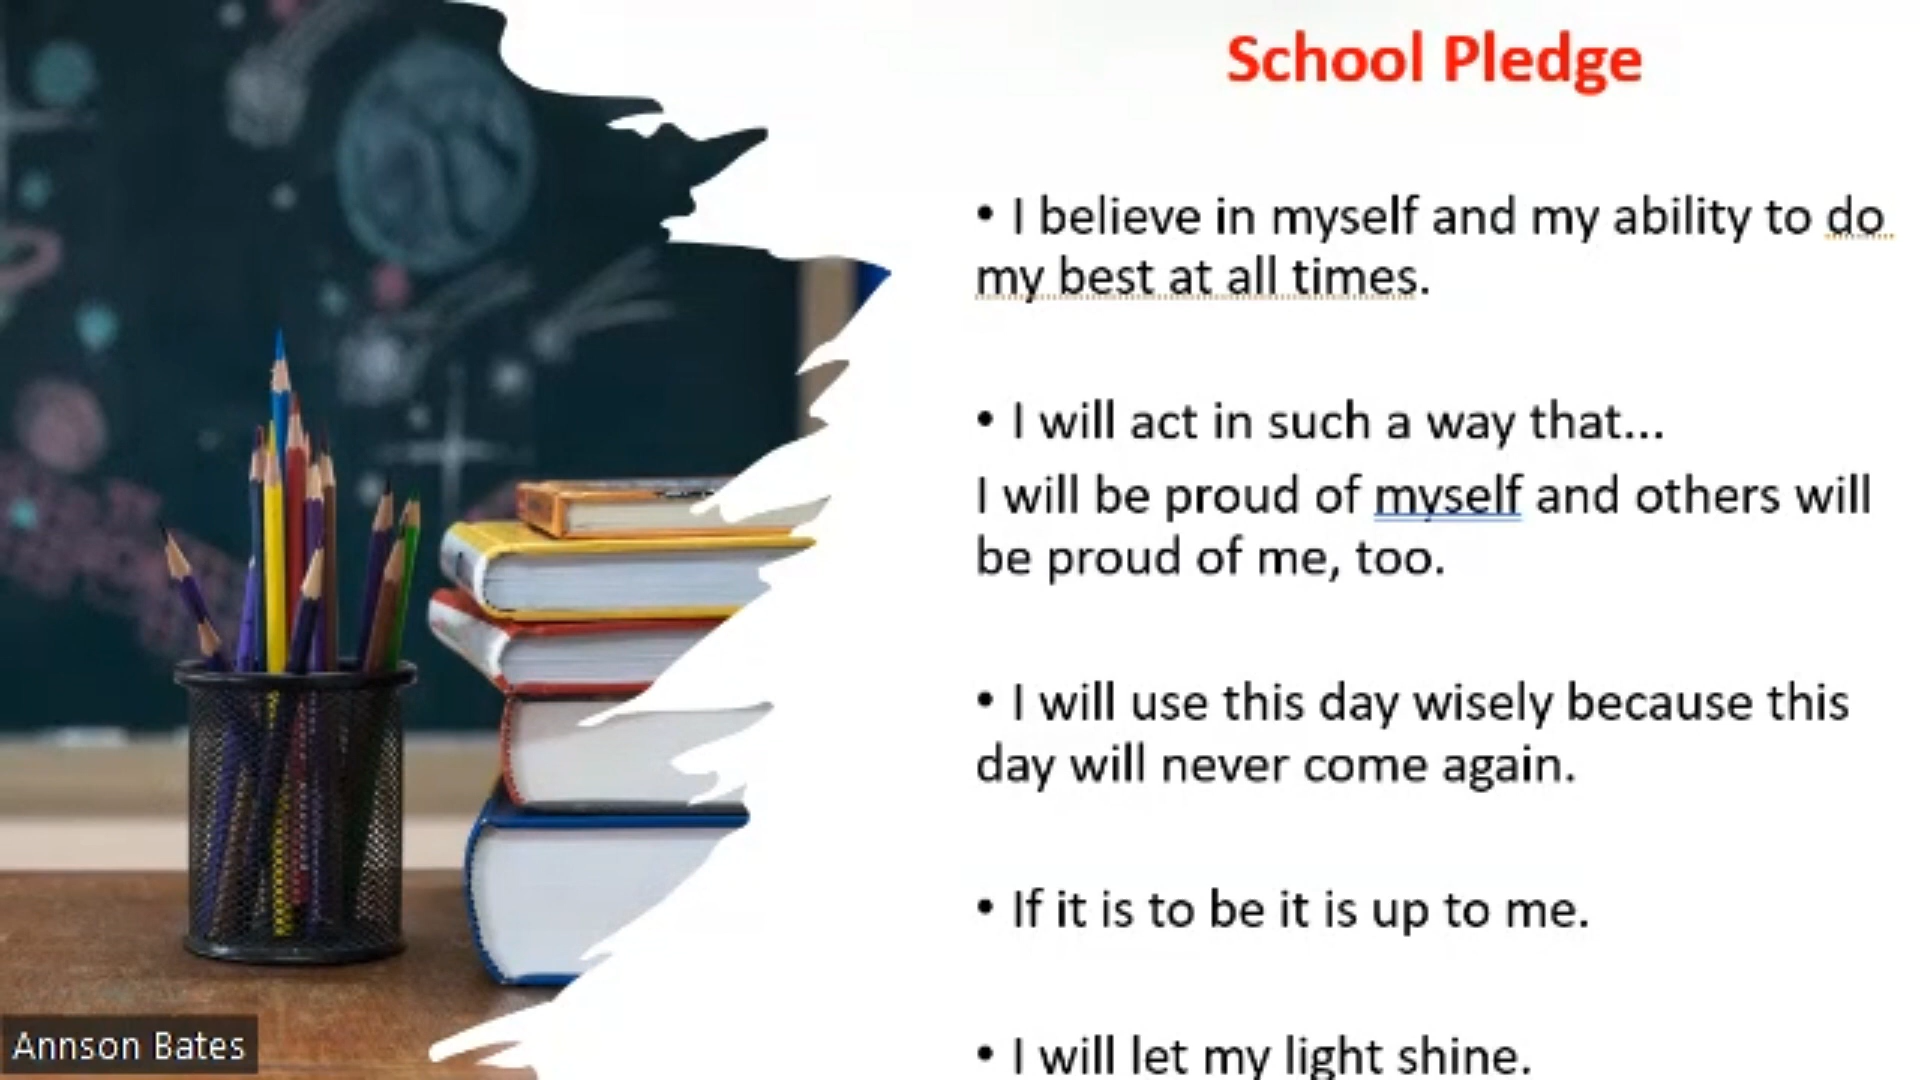 School Pledge
• I believe in myself and my ability to do
my best at all times.
• I will act in such a way that...
I will be proud of myself and others will
be proud of me, too.
• I will use this day wisely because this
day will never come again.
• If it is to be it is up to me.
• I will let my light shine.
Annson Bates